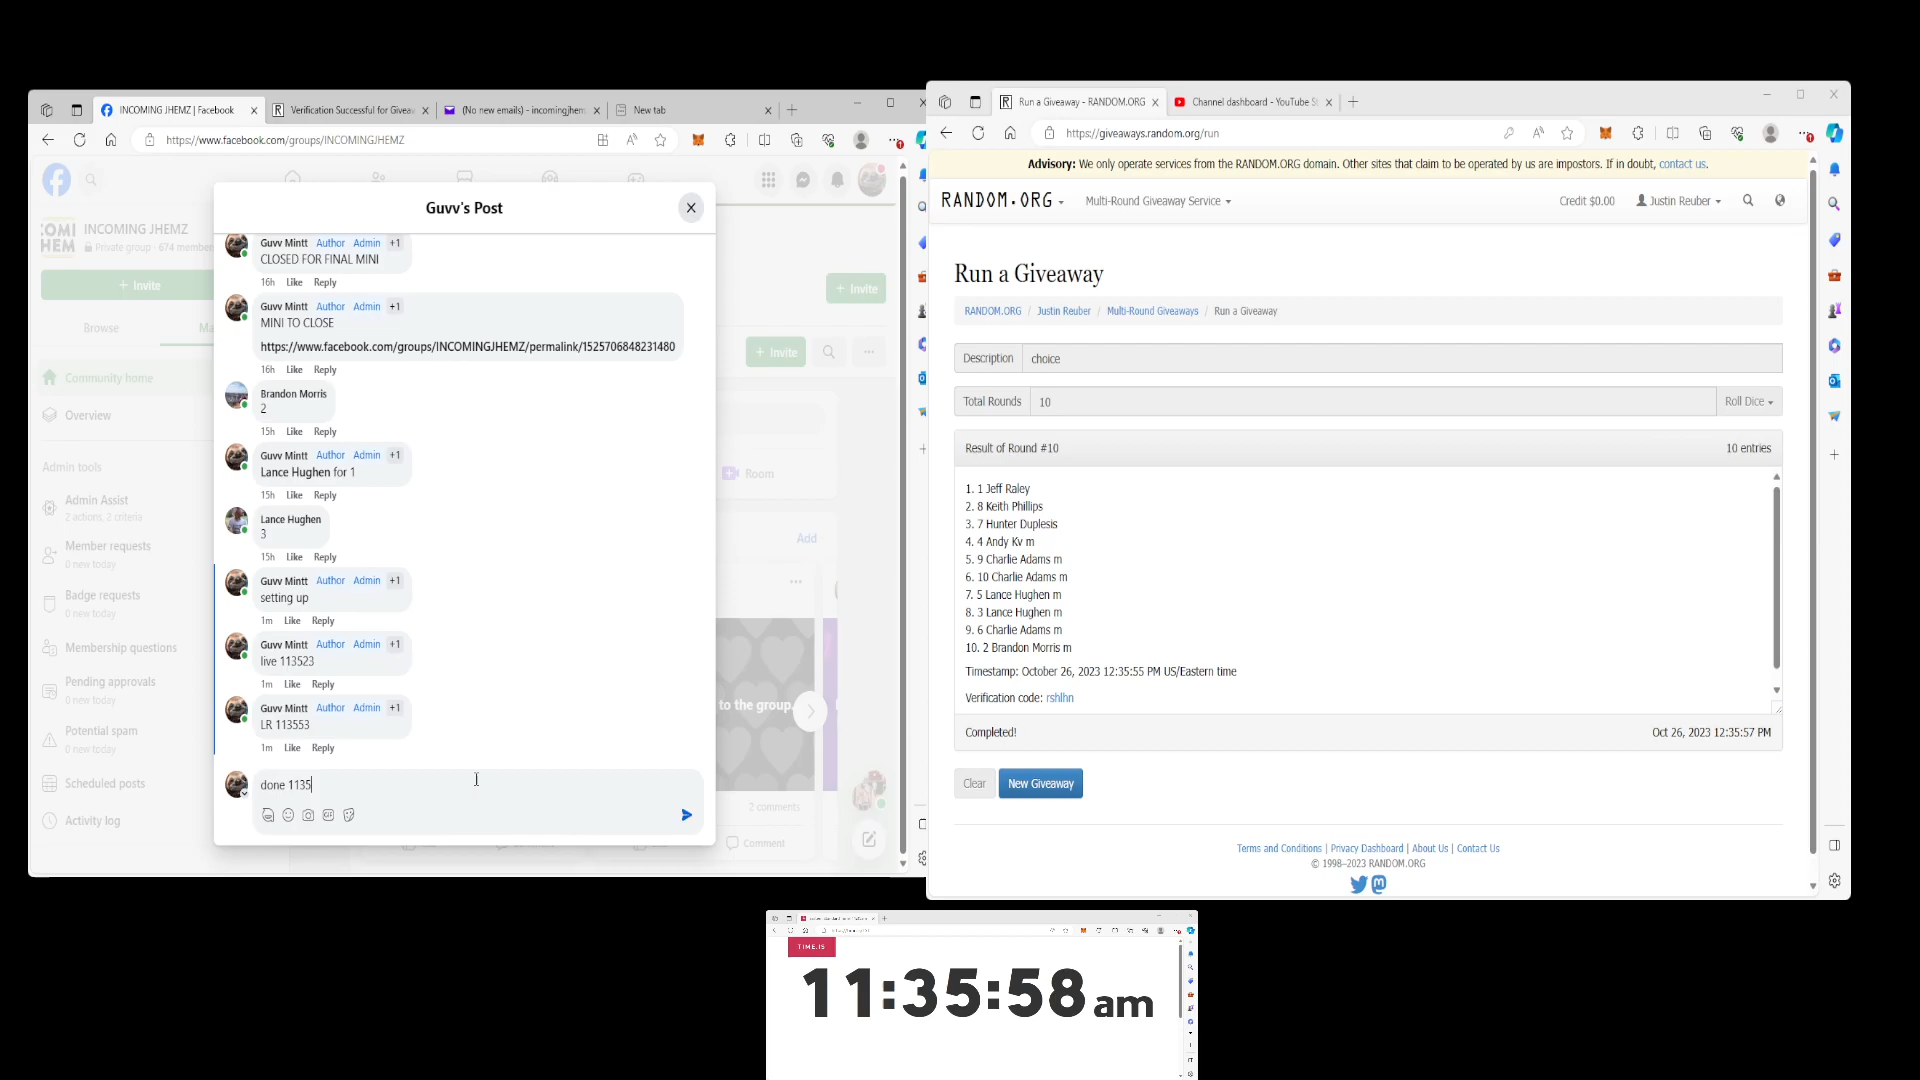 INCOMING JHEMZ | Facebook
Verification Successful for Giveaw
(No new emails) - incomingjhem
New tab
https://www.facebook.com/groups/INCOMINGJHEMZ
INCOMING JHEMZ
Private group · 674 member
+ Invite
Browse
Ma
Community home
Overview
Admin tools
Admin Assist
2 actions, 2 criteria
Member requests
0 new today
Badge requests
0 new today
Membership questions
Pending approvals
0 new today
Potential spam
0 new today
Scheduled posts
Activity log
Guvv's Post
Guvv Mintt Author Admin +1
CLOSED FOR FINAL MINI
16h Like Reply
Guvv Mintt Author Admin +1
MINI TO CLOSE
https://www.facebook.com/groups/INCOMINGJHEMZ/permalink/1525706848231480
16h Like Reply
Brandon Morris
2
15h Like Reply
Guvv Mintt Author Admin +1
Lance Hughen for 1
15h Like Reply
Lance Hughen
3
15h Like Reply
Guvv Mintt Author Admin +1
setting up
1m Like Reply
Guvv Mintt Author Admin +1
live 113523
1m Like Reply
Guvv Mintt Author Admin +1
LR 113553
1m Like Reply
done 1135
+ Invite
+ Invite
Room
Add
to the group.
2 comments
Comment
Run a Giveaway - RANDOM.ORG
Channel dashboard - YouTube S
https://giveaways.random.org/run
Advisory: We only operate services from the RANDOM.ORG domain. Other sites that claim to be operated by us are impostors. If in doubt, contact us.
RANDOM.ORG
Multi-Round Giveaway Service
Credit $0.00
Justin Reuber
Run a Giveaway
RANDOM.ORG / Justin Reuber / Multi-Round Giveaways / Run a Giveaway
Description choice
Total Rounds 10 Roll Dice
Result of Round #10 10 entries
1. 1 Jeff Raley
2. 8 Keith Phillips
3. 7 Hunter Duplesis
4. 4 Andy Kv m
5. 9 Charlie Adams m
6. 10 Charlie Adams m
7. 5 Lance Hughen m
8. 3 Lance Hughen m
9. 6 Charlie Adams m
10. 2 Brandon Morris m
Timestamp: October 26, 2023 12:35:55 PM US/Eastern time
Verification code: rshlhn
Completed! Oct 26, 2023 12:35:57 PM
Clear New Giveaway
Terms and Conditions | Privacy Dashboard | About Us | Contact Us
© 1998–2023 RANDOM.ORG
TIME.IS
11:35:58 am